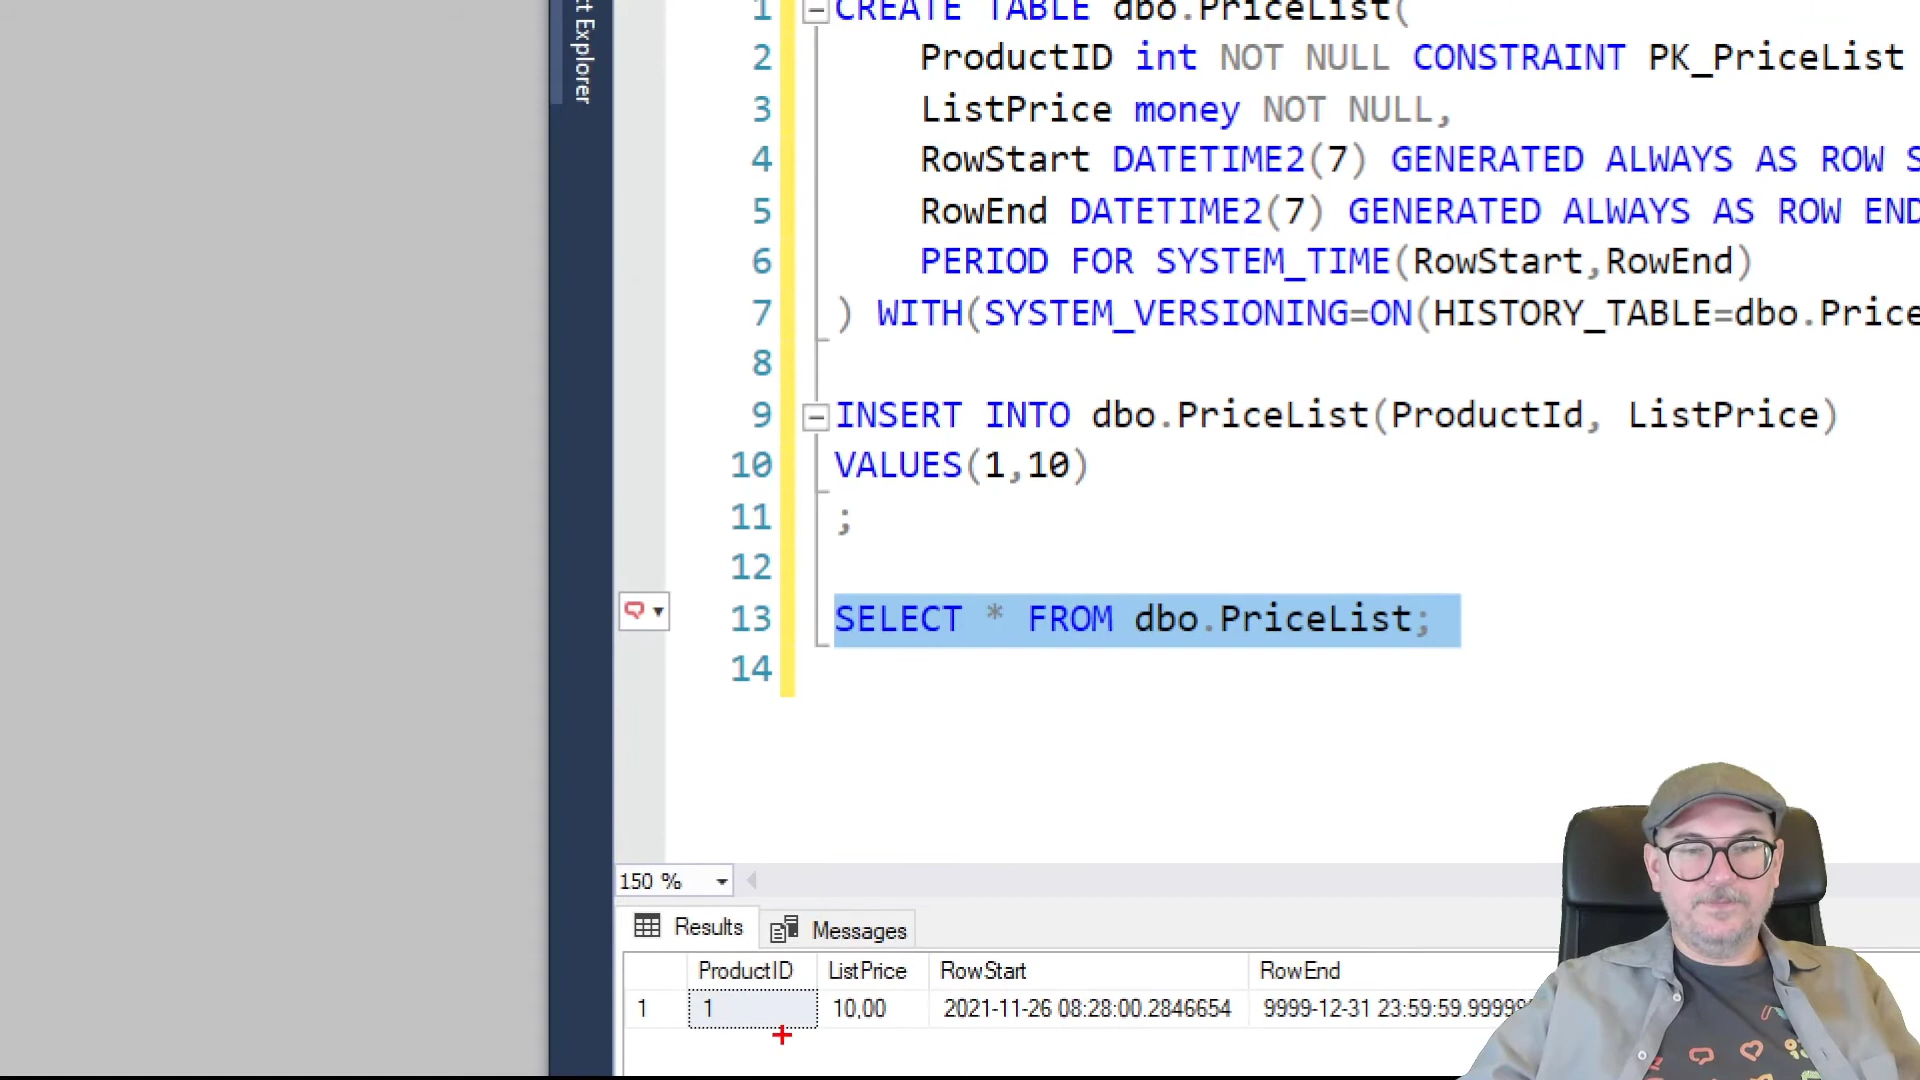 ct Explorer
1 CREATE TABLE dbo.PriceList(
2 ProductID int NOT NULL CONSTRAINT PK_PriceList
3 ListPrice money NOT NULL,
4 RowStart DATETIME2(7) GENERATED ALWAYS AS ROW S
5 RowEnd DATETIME2(7) GENERATED ALWAYS AS ROW END
6 PERIOD FOR SYSTEM_TIME(RowStart,RowEnd)
7 ) WITH(SYSTEM_VERSIONING=ON(HISTORY_TABLE=dbo.Price
8
9 INSERT INTO dbo.PriceList(ProductId, ListPrice)
10 VALUES(1,10)
11 ;
12
13 SELECT * FROM dbo.PriceList;
14
150 %
Results Messages
ProductID ListPrice RowStart RowEnd
1 1 10,00 2021-11-26 08:28:00.2846654 9999-12-31 23:59:59.99999